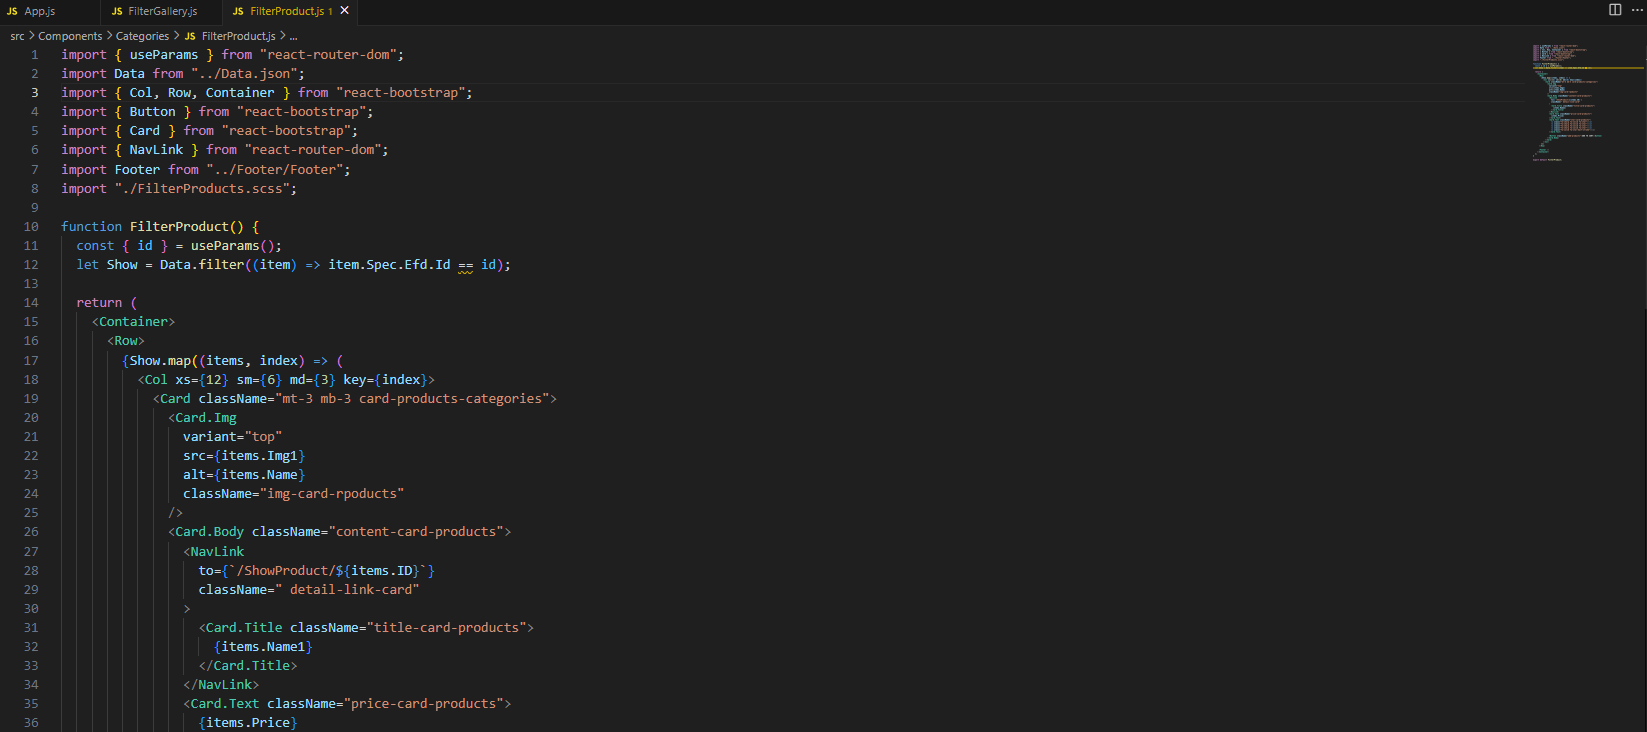 JS App.js JS FilterGallery.js JS FilterProduct.js 1 ✕ ...
src > Components > Categories > JS FilterProduct.js > ...
1 import { useParams } from "react-router-dom";
2 import Data from "../Data.json";
3 import { Col, Row, Container } from "react-bootstrap";
4 import { Button } from "react-bootstrap";
5 import { Card } from "react-bootstrap";
6 import { NavLink } from "react-router-dom";
7 import Footer from "../Footer/Footer";
8 import "./FilterProducts.scss";
9
10 function FilterProduct() {
11 const { id } = useParams();
12 let Show = Data.filter((item) => item.Spec.Efd.Id == id);
13
14 return (
15 <Container>
16 <Row>
17 {Show.map((items, index) => (
18 <Col xs={12} sm={6} md={3} key={index}>
19 <Card className="mt-3 mb-3 card-products-categories">
20 <Card.Img
21 variant="top"
22 src={items.Img1}
23 alt={items.Name}
24 className="img-card-rpoducts"
25 />
26 <Card.Body className="content-card-products">
27 <NavLink
28 to={`/ShowProduct/${items.ID}`}
29 className=" detail-link-card"
30 >
31 <Card.Title className="title-card-products">
32 {items.Name1}
33 </Card.Title>
34 </NavLink>
35 <Card.Text className="price-card-products">
36 {items.Price}